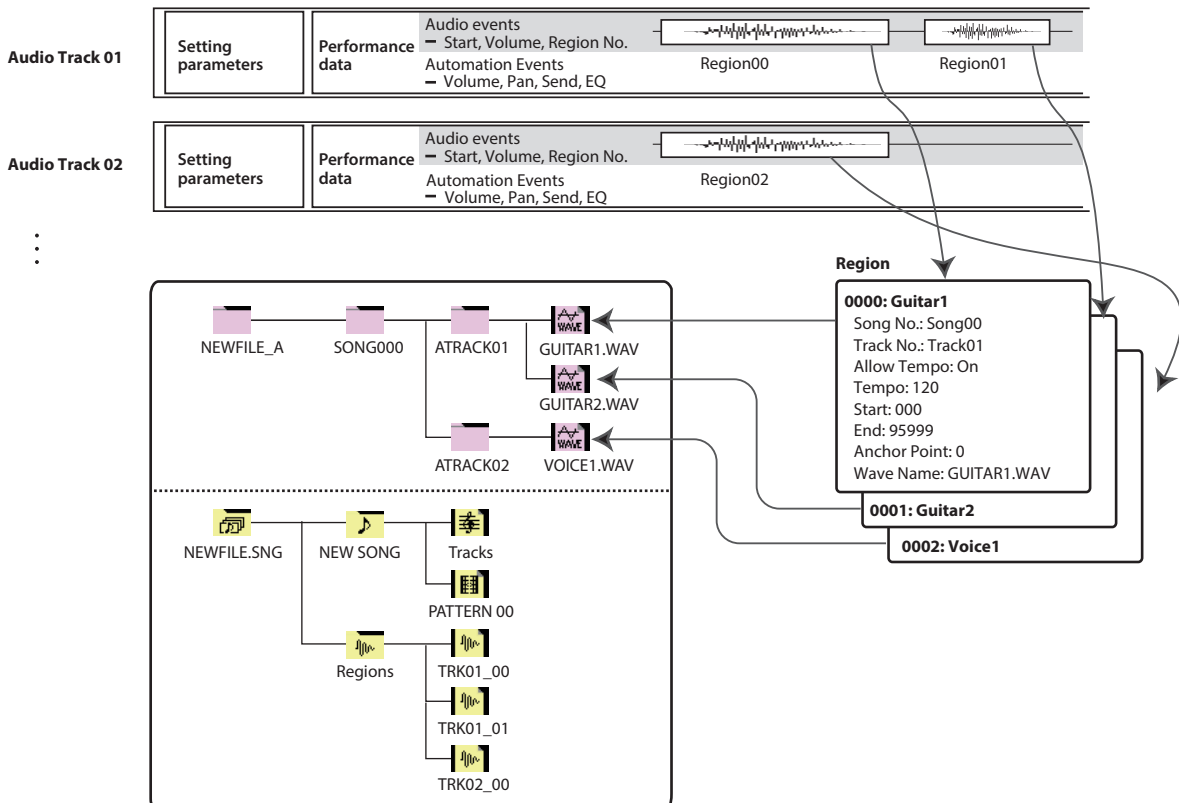 Audio Track 01
Setting
parameters
Performance
data
Audio events
– Start, Volume, Region No.
Automation Events
– Volume, Pan, Send, EQ
Region00
Region01
Audio Track 02
Setting
parameters
Performance
data
Audio events
– Start, Volume, Region No.
Automation Events
– Volume, Pan, Send, EQ
Region02
Region
0000: Guitar1
Song No.: Song00
Track No.: Track01
Allow Tempo: On
Tempo: 120
Start: 000
End: 95999
Anchor Point: 0
Wave Name: GUITAR1.WAV
0001: Guitar2
0002: Voice1
NEWFILE_A
SONG000
ATRACK01
WAVE
GUITAR1.WAV
WAVE
GUITAR2.WAV
ATRACK02
WAVE
VOICE1.WAV
NEWFILE.SNG
NEW SONG
Tracks
PATTERN 00
Regions
TRK01_00
TRK01_01
TRK02_00